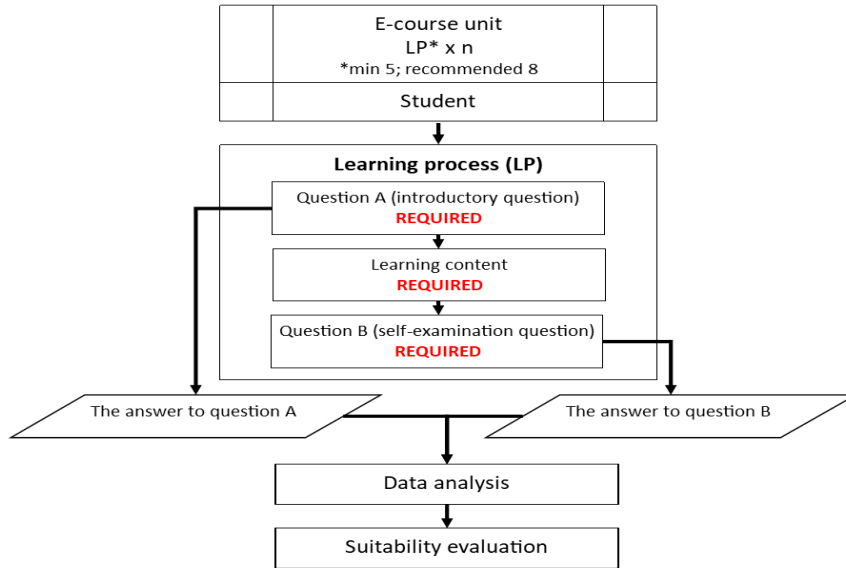 E-course unit
LP* x n
*min 5; recommended 8
Student
Learning process (LP)
Question A (introductory question)
REQUIRED
Learning content
REQUIRED
Question B (self-examination question)
REQUIRED
The answer to question A
The answer to question B
Data analysis
Suitability evaluation